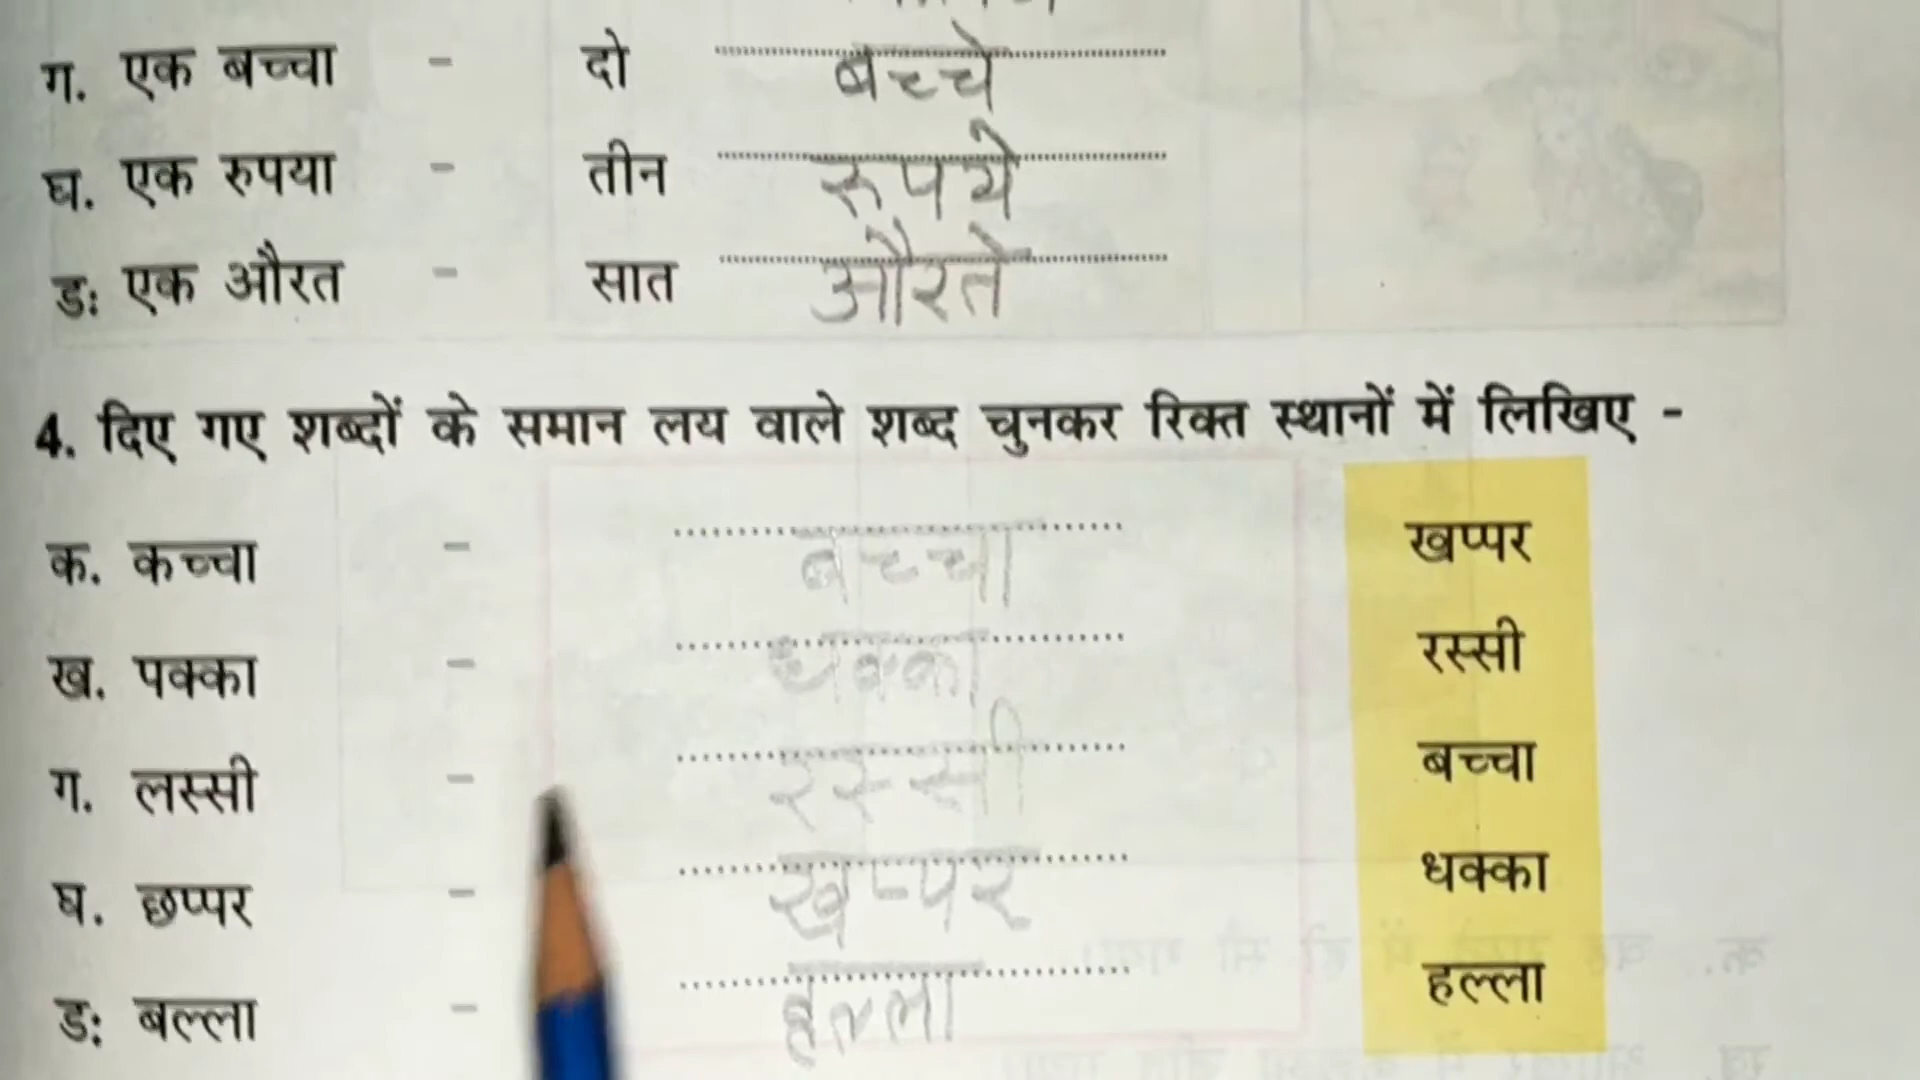 ग. एक बच्चा - दो बच्चे
घ. एक रुपया - तीन रुपये
ङ: एक औरत - सात औरते
4. दिए गए शब्दों के समान लय वाले शब्द चुनकर रिक्त स्थानों में लिखिए -
क. कच्चा - बच्चा खप्पर
ख. पक्का - धक्का रस्सी
ग. लस्सी - रस्सी बच्चा
घ. छप्पर - खप्पर धक्का
ङ: बल्ला - हल्ला हल्ला